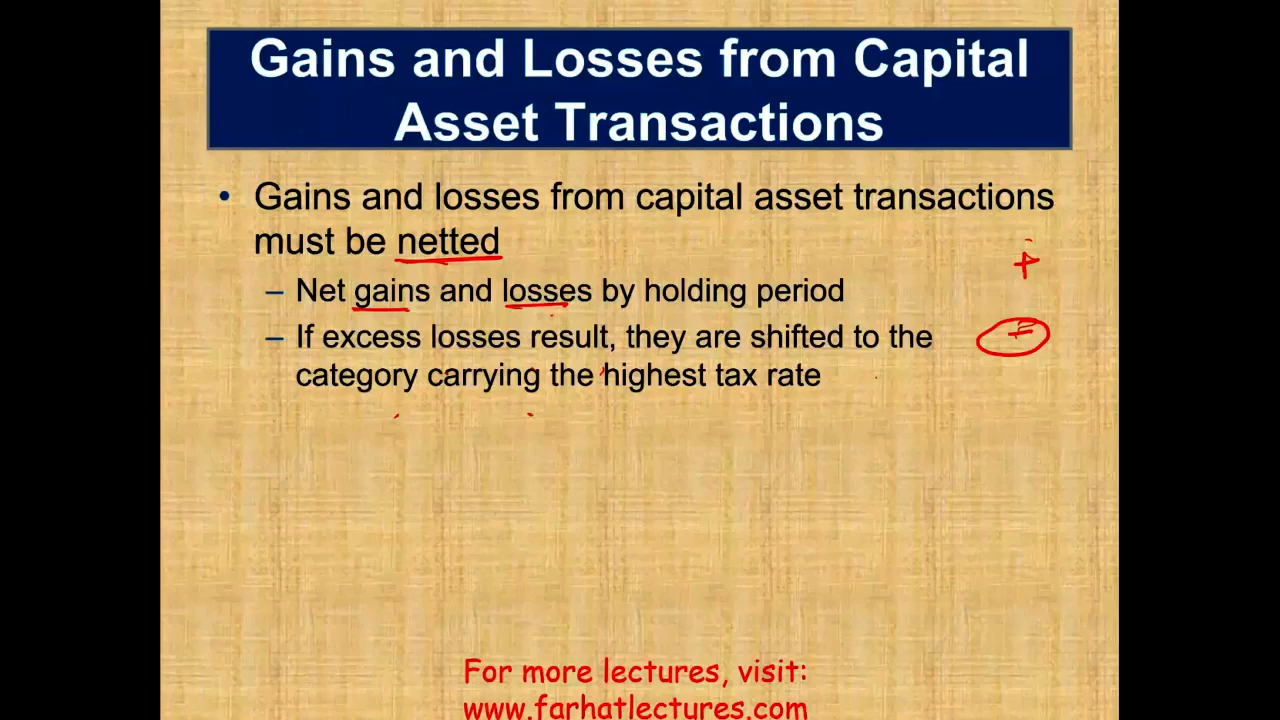 Gains and Losses from Capital
Asset Transactions
• Gains and losses from capital asset transactions
must be netted
– Net gains and losses by holding period
– If excess losses result, they are shifted to the
category carrying the highest tax rate
+
For more lectures, visit:
www.farhatlectures.com